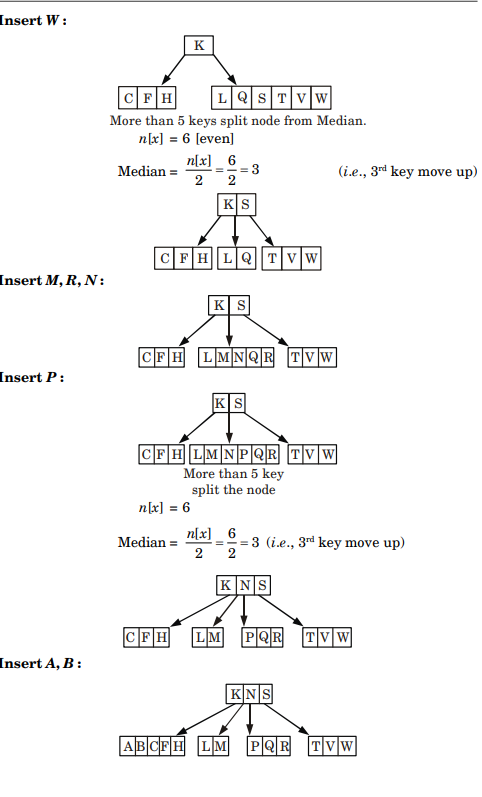 Insert W :
K
C F H L Q S T V W
More than 5 keys split node from Median.
n[x] = 6 [even]
Median = n[x]/2 = 6/2 = 3 (i.e., 3rd key move up)
K S
C F H L Q T V W
Insert M, R, N :
K S
C F H L M N Q R T V W
Insert P :
K S
C F H L M N P Q R T V W
More than 5 key
split the node
n[x] = 6
Median = n[x]/2 = 6/2 = 3 (i.e., 3rd key move up)
K N S
C F H L M P Q R T V W
Insert A, B :
K N S
A B C F H L M P Q R T V W